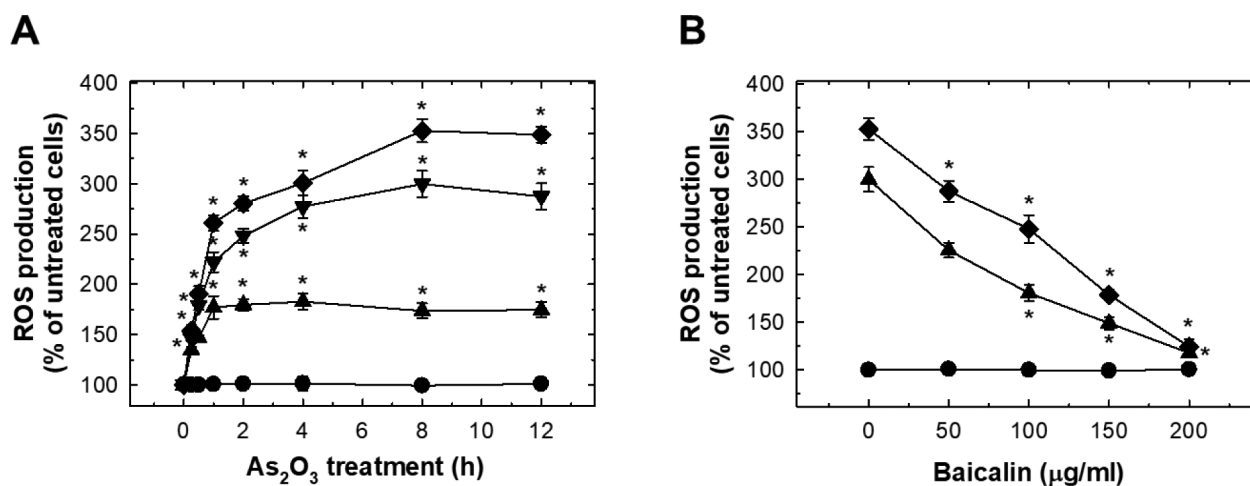 A
ROS production
(% of untreated cells)
400
350
300
250
200
150
100
* * * * * * * *
* * * * *
* * * * *
0 2 4 6 8 10 12
As₂O₃ treatment (h)
B
ROS production
(% of untreated cells)
400
350
300
250
200
150
100
* * * *
* * *
0 50 100 150 200
Baicalin (μg/ml)